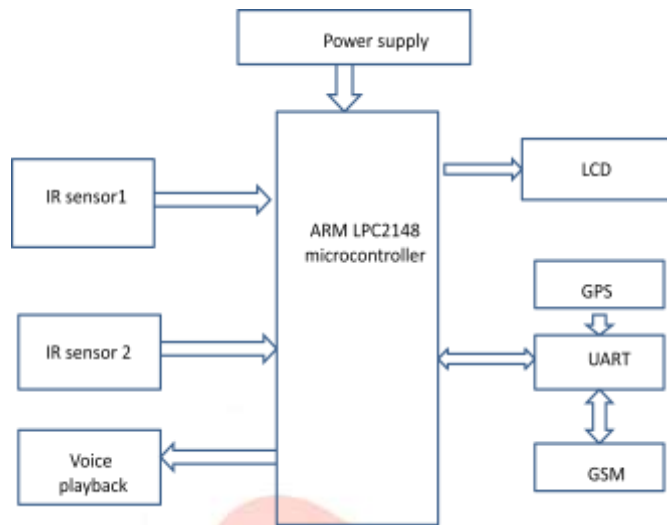 Power supply
IR sensor1
ARM LPC2148
microcontroller
LCD
GPS
IR sensor 2
UART
Voice
playback
GSM